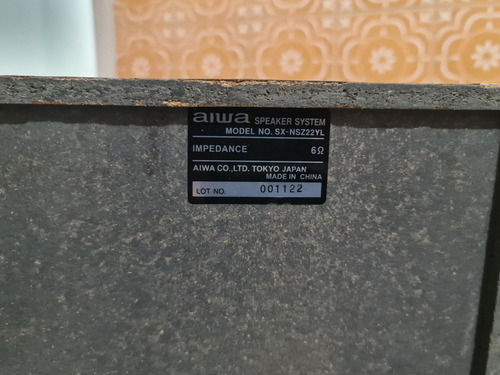 aiwa SPEAKER SYSTEM
MODEL NO. SX-NSZ22YL
IMPEDANCE 6Ω
AIWA CO.,LTD. TOKYO JAPAN
MADE IN CHINA
LOT NO. 001122